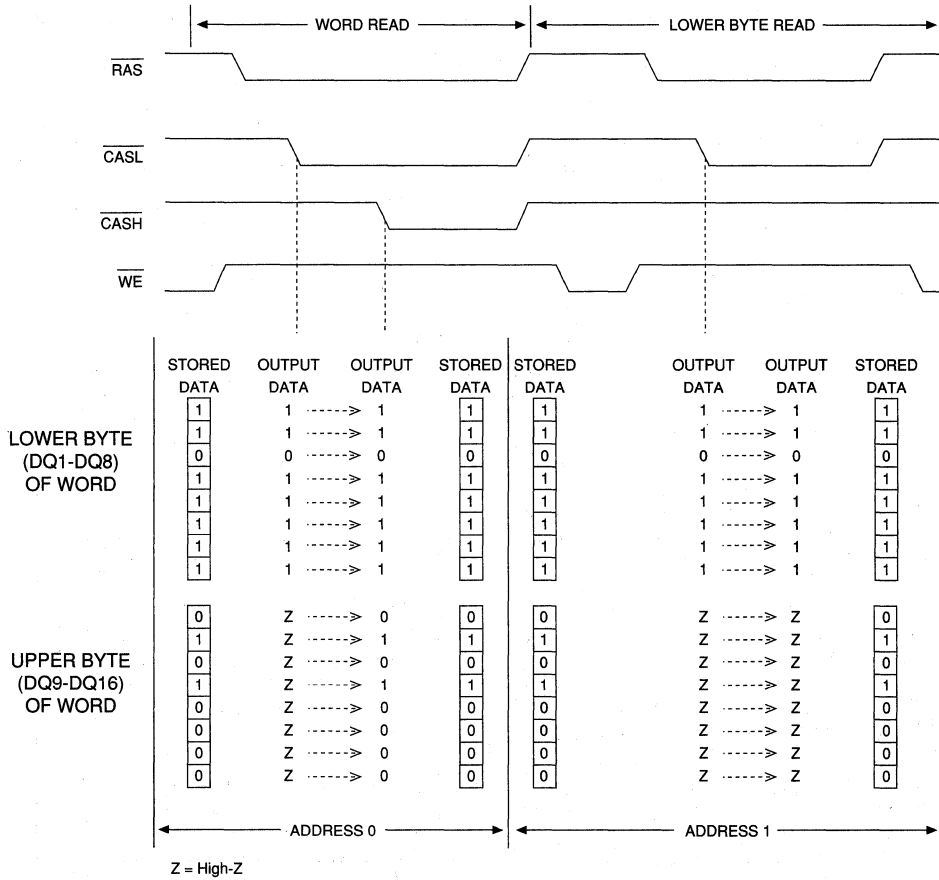 WORD READ LOWER BYTE READ
RAS
CASL
CASH
WE
STORED OUTPUT OUTPUT STORED STORED OUTPUT OUTPUT STORED
DATA DATA DATA DATA DATA DATA DATA DATA
1 1 1 1 1 1 1 1
1 1 1 1 1 1 1 1
0 0 0 0 0 0 0 0
1 1 1 1 1 1 1 1
1 1 1 1 1 1 1 1
1 1 1 1 1 1 1 1
1 1 1 1 1 1 1 1
1 1 1 1 1 1 1 1
LOWER BYTE
(DQ1-DQ8)
OF WORD
0 Z 0 0 0 Z Z 0
1 Z 1 1 1 Z Z 1
0 Z 0 0 0 Z Z 0
1 Z 1 1 1 Z Z 1
0 Z 0 0 0 Z Z 0
0 Z 0 0 0 Z Z 0
0 Z 0 0 0 Z Z 0
0 Z 0 0 0 Z Z 0
UPPER BYTE
(DQ9-DQ16)
OF WORD
ADDRESS 0 ADDRESS 1
Z = High-Z